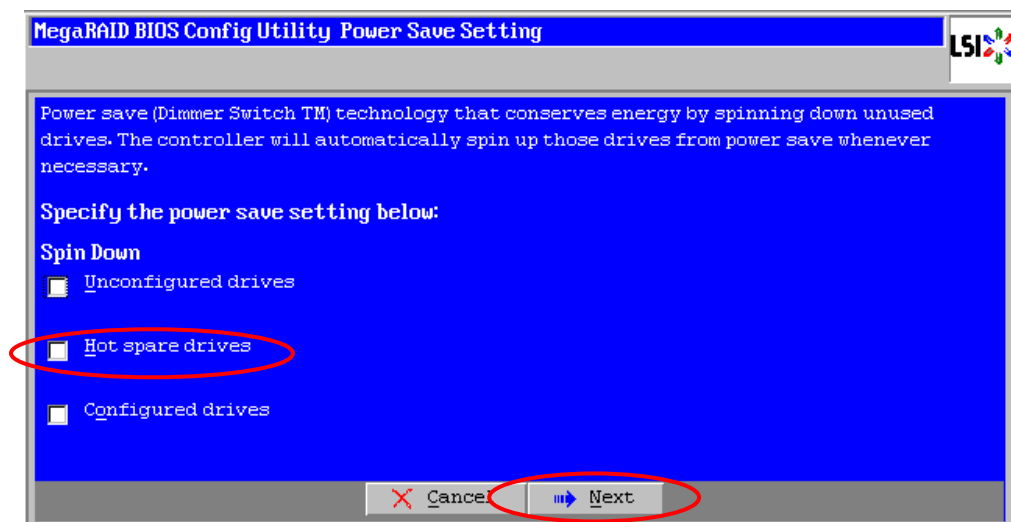 MegaRAID BIOS Config Utility Power Save Setting
LSI
Power save (Dimmer Switch TM) technology that conserves energy by spinning down unused
drives. The controller will automatically spin up those drives from power save whenever
necessary.
Specify the power save setting below:
Spin Down
Unconfigured drives
Hot spare drives
Configured drives
Cancel
Next